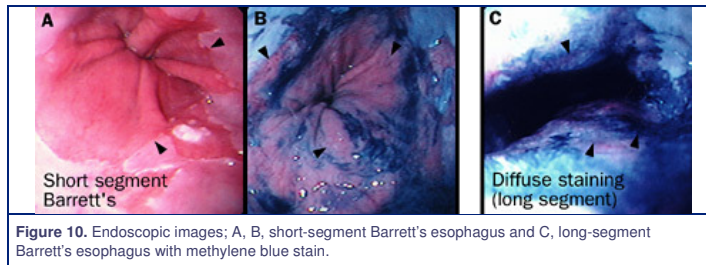 A
B
C
Short segment
Barrett's
Diffuse staining
(long segment)
Figure 10. Endoscopic images; A, B, short-segment Barrett’s esophagus and C, long-segment
Barrett’s esophagus with methylene blue stain.